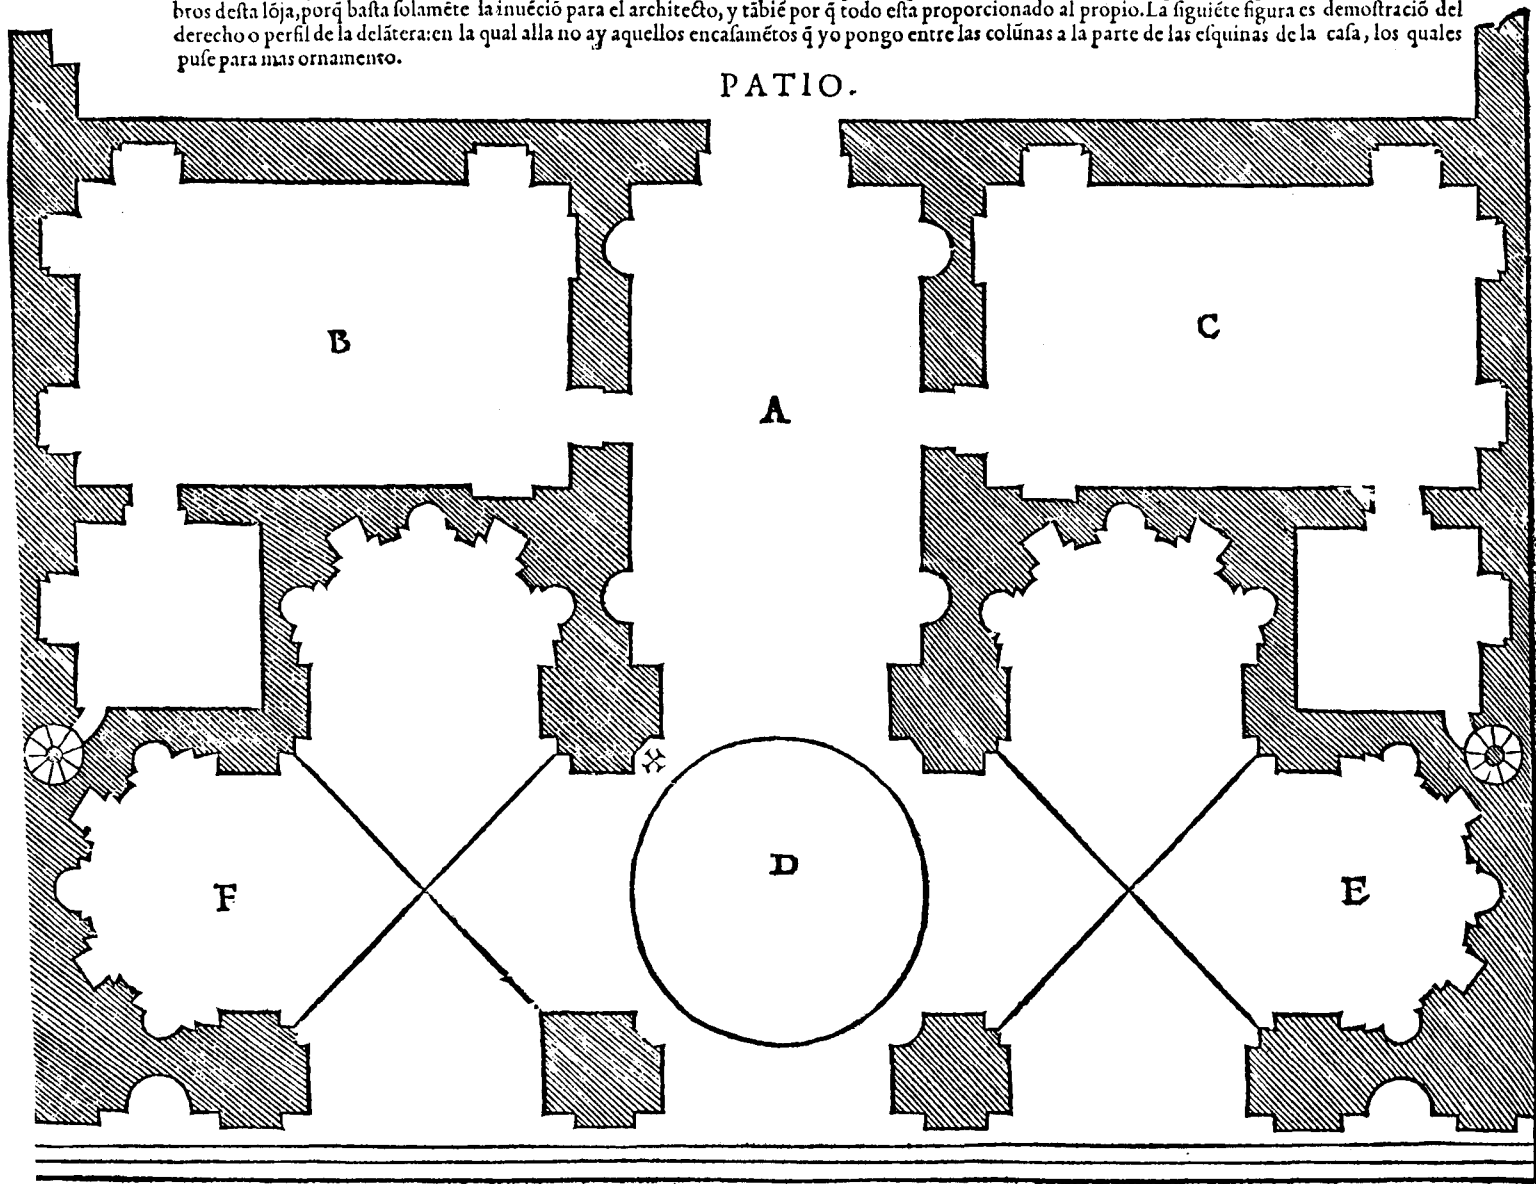 bros deſta lója,porq̃ baſta ſolamẽte la inuẽciõ para el architecto, y tãbiẽ por q̃ todo eſta proporcionado al propio.La ſiguiẽte figura es demoſtraciõ del
derecho o perfil de la delãtera:en la qual alla no ay aquellos encaſamẽtos q̃ yo pongo entre las colũnas a la parte de las eſquinas de la caſa, los quales
puſe para mas ornamento.
PATIO.
B
C
A
D
F
E